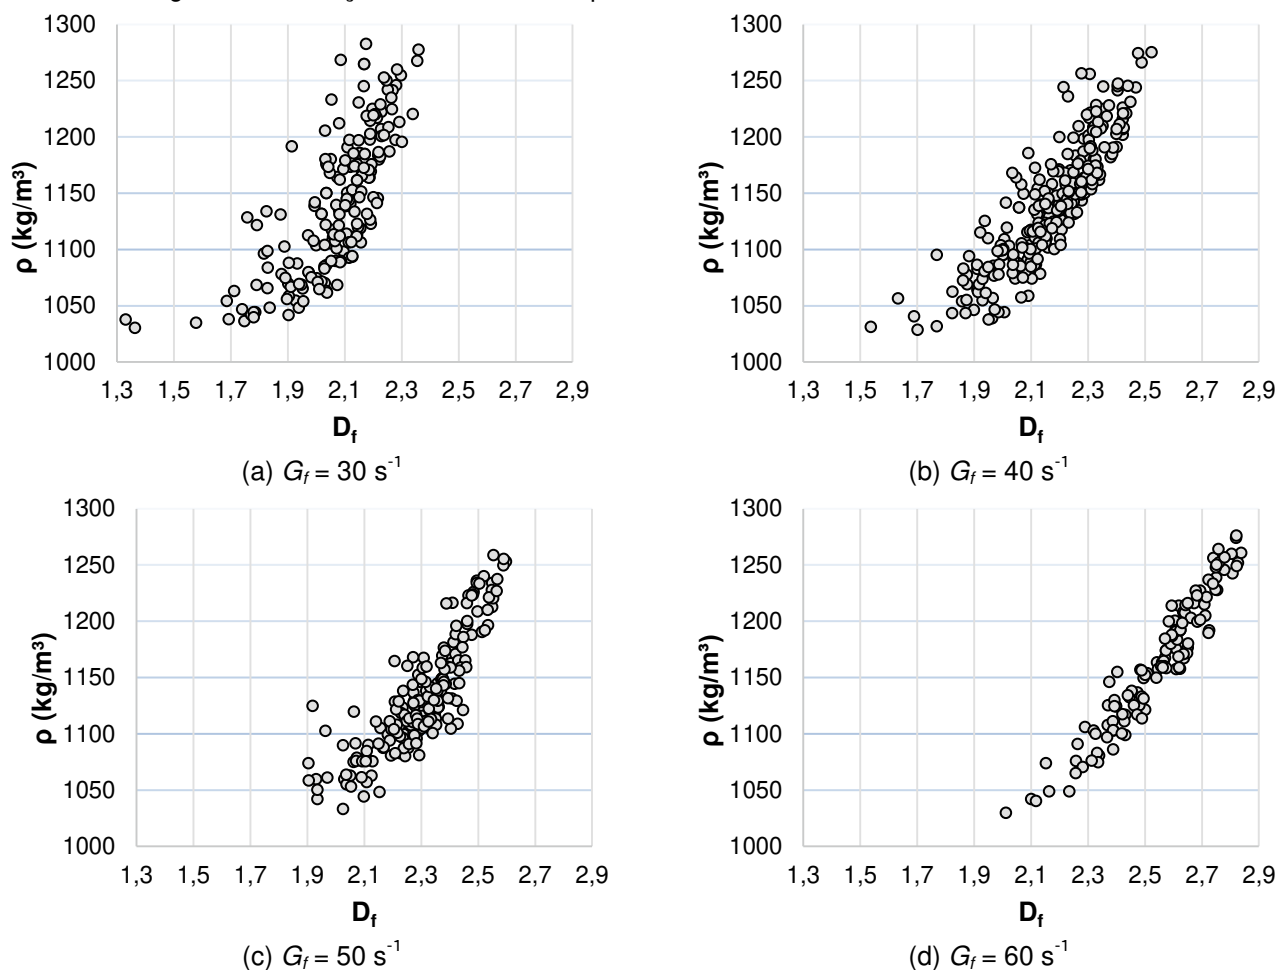 1300 1300
1250 1250
1200 1200
1150 1150
1100 1100
1050 1050
1000 1000
ρ (kg/m³) ρ (kg/m³)
1,3 1,5 1,7 1,9 2,1 2,3 2,5 2,7 2,9 1,3 1,5 1,7 1,9 2,1 2,3 2,5 2,7 2,9
D_f D_f
(a) G_f = 30 s⁻¹ (b) G_f = 40 s⁻¹
1300 1300
1250 1250
1200 1200
1150 1150
1100 1100
1050 1050
1000 1000
ρ (kg/m³) ρ (kg/m³)
1,3 1,5 1,7 1,9 2,1 2,3 2,5 2,7 2,9 1,3 1,5 1,7 1,9 2,1 2,3 2,5 2,7 2,9
D_f D_f
(c) G_f = 50 s⁻¹ (d) G_f = 60 s⁻¹